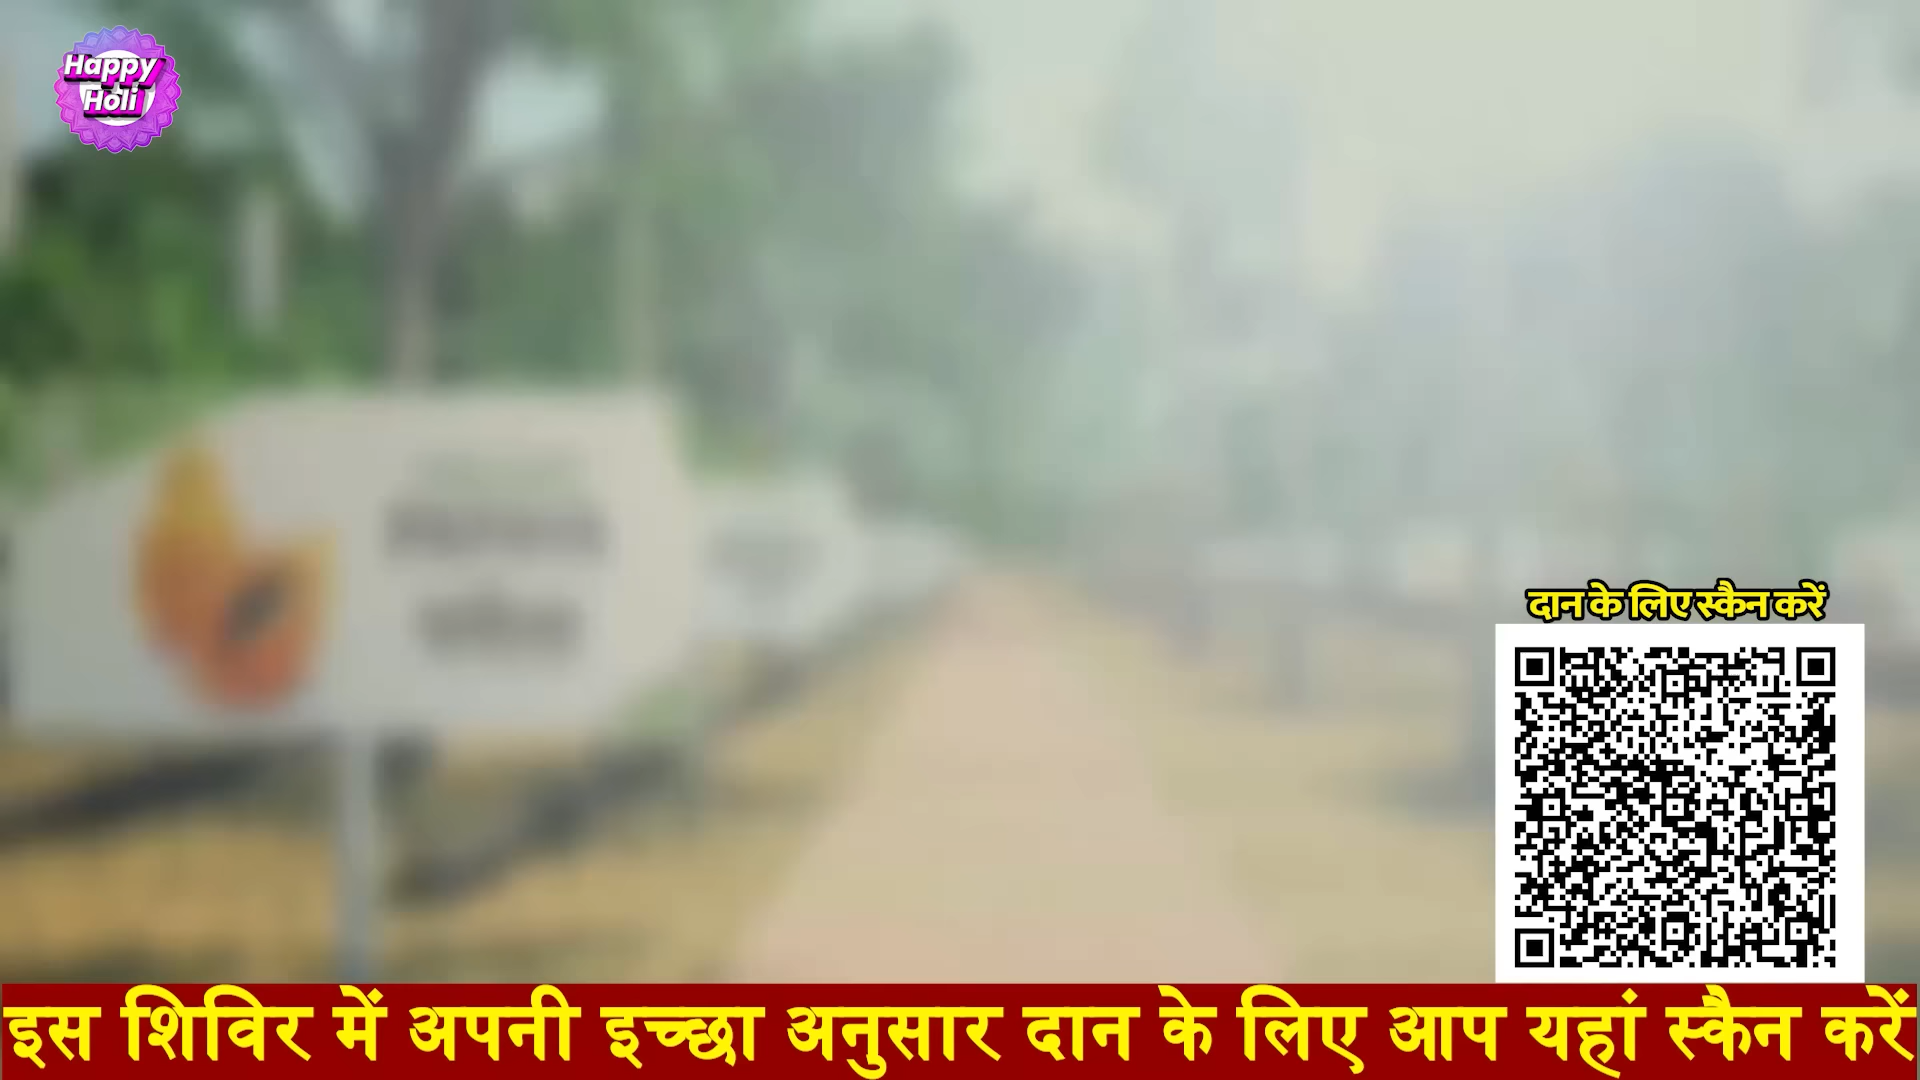 Happy
Holi
दान के लिए स्कैन करें
इस शिविर में अपनी इच्छा अनुसार दान के लिए आप यहां स्कैन करें